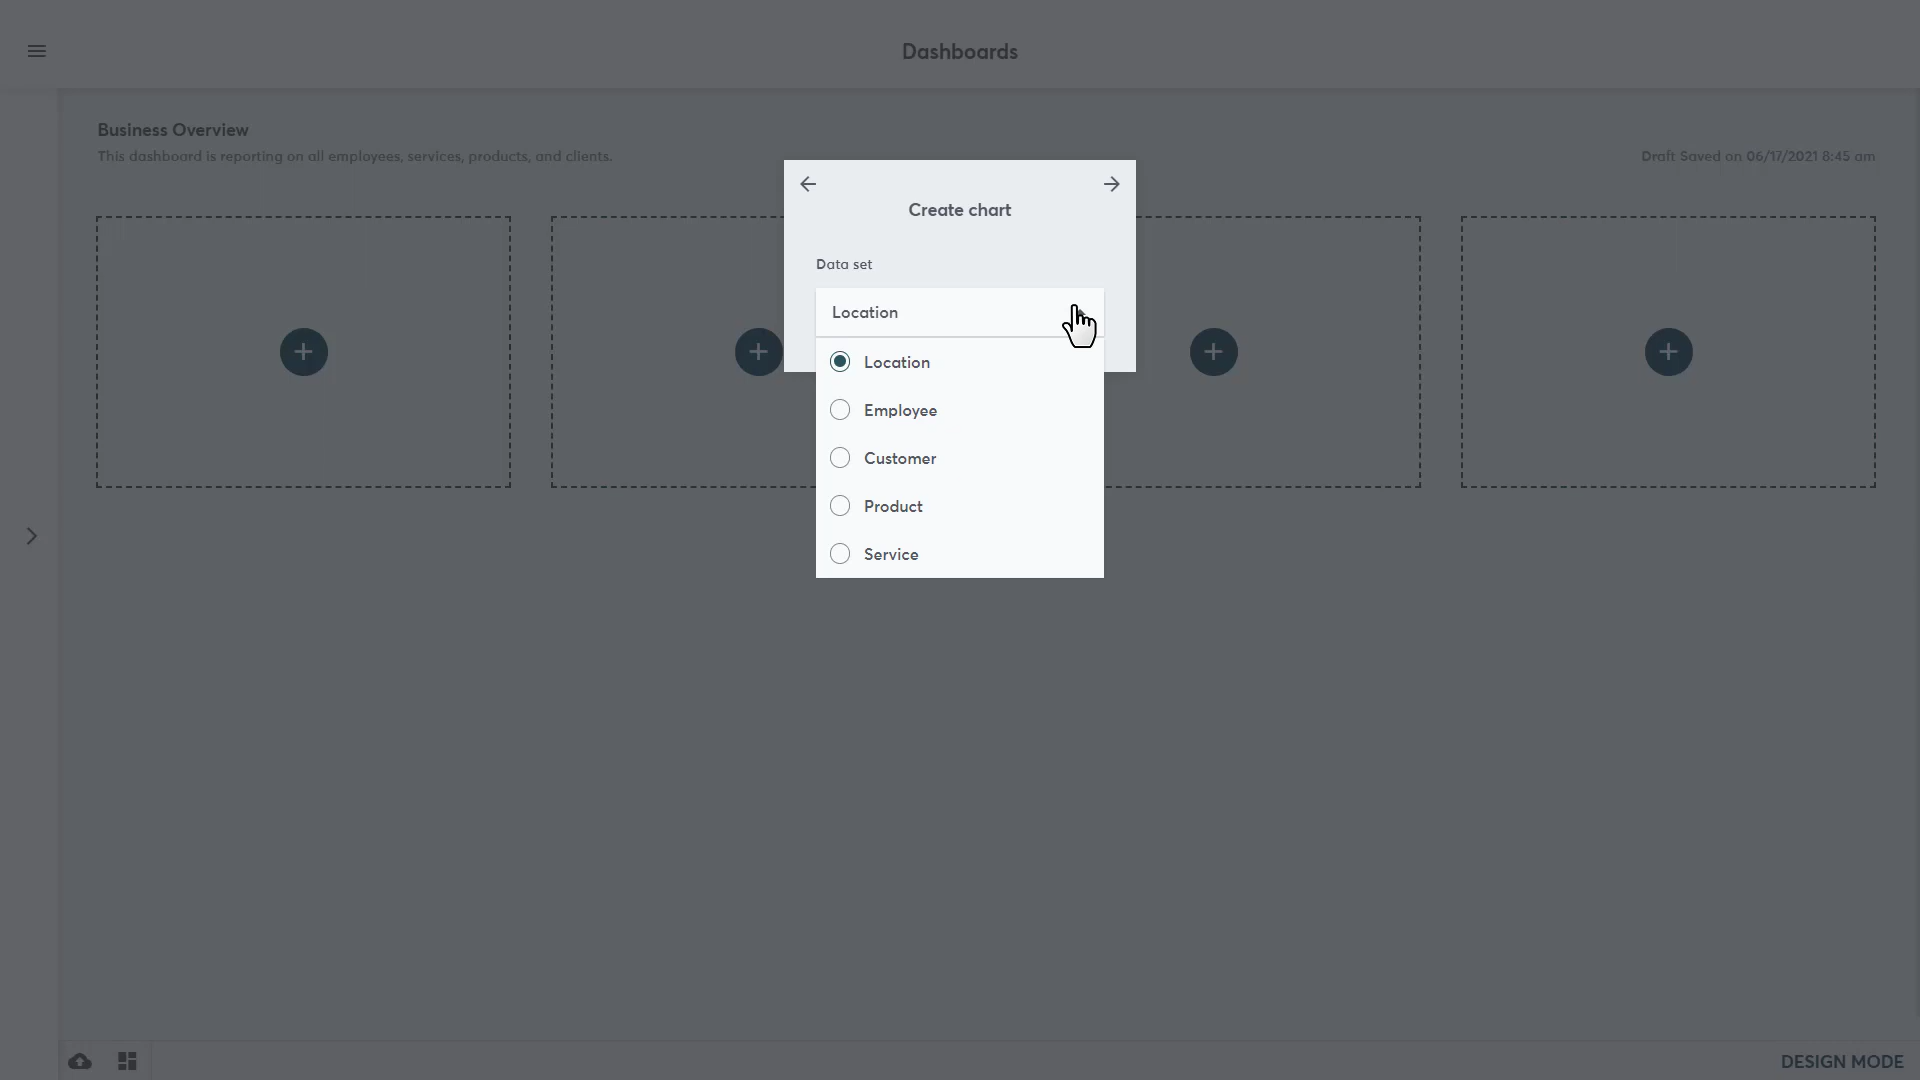 Dashboards
Business Overview
This dashboard is reporting on all employees, services, products, and clients.
Draft Saved on 06/17/2021 8:45 am
Create chart
Data set
Location
Location
Employee
Customer
Product
Service
DESIGN MODE